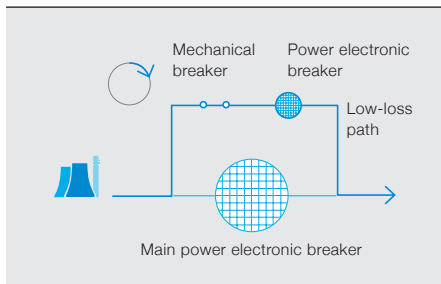 Mechanical
breaker
Power electronic
breaker
Low-loss
path
Main power electronic breaker